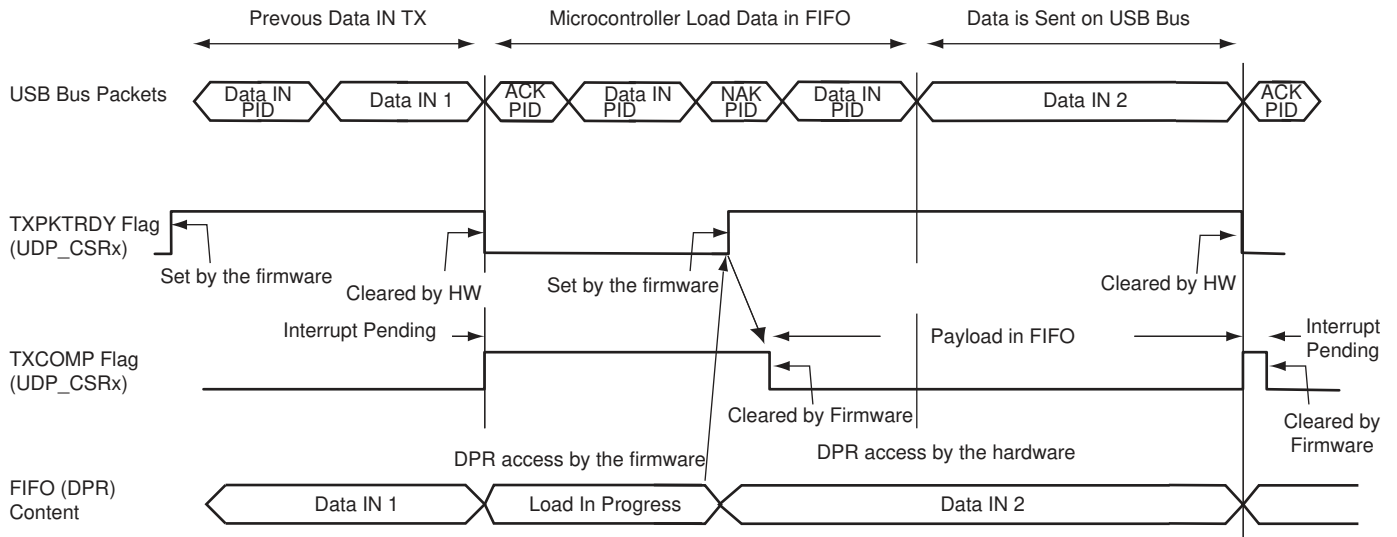 Prevous Data IN TX
Microcontroller Load Data in FIFO
Data is Sent on USB Bus
USB Bus Packets
Data IN
PID
Data IN 1
ACK
PID
Data IN
PID
NAK
PID
Data IN
PID
Data IN 2
ACK
PID
TXPKTRDY Flag
(UDP_CSRx)
Set by the firmware
Cleared by HW
Set by the firmware
Cleared by HW
Interrupt Pending
Payload in FIFO
Interrupt
Pending
TXCOMP Flag
(UDP_CSRx)
Cleared by Firmware
Cleared by
Firmware
DPR access by the firmware
DPR access by the hardware
FIFO (DPR)
Content
Data IN 1
Load In Progress
Data IN 2